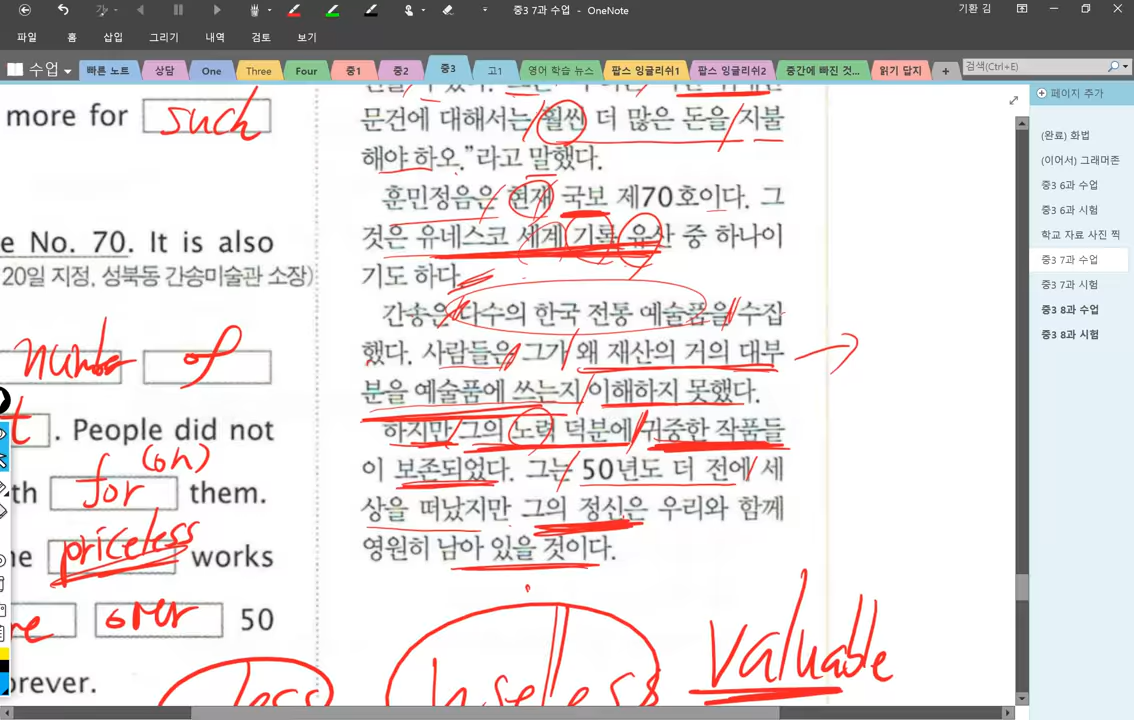 중3 7과 수업 - OneNote
기환 김
파일 홈 삽입 그리기 내역 검토 보기
수업 빠른 노트 상담 One Three Four 중1 중2 중3 고1 영어 학습 뉴스 팝스 잉글리쉬1 팝스 잉글리쉬2 중간에 빠진 것... 읽기 답지 + 검색(Ctrl+E)
페이지 추가
(완료) 화법
(이어서) 그래머존
중3 6과 수업
중3 6과 시험
학교 자료 사진 찍
중3 7과 수업
중3 7과 시험
중3 8과 수업
중3 8과 시험
more for such
e No. 70. It is also
20일 지정, 성북동 간송미술관 소장)
number of
t. People did not
(on)
th for them.
ne priceless works
re over 50
orever.
문건에 대해서는 훨씬 더 많은 돈을 지불
해야 하오.”라고 말했다.
훈민정음은 현재 국보 제70호이다. 그
것은 유네스코 세계 기록 유산 중 하나이
기도 하다.
간송은 다수의 한국 전통 예술품을 수집
했다. 사람들은 그가 왜 재산의 거의 대부
분을 예술품에 쓰는지 이해하지 못했다.
하지만 그의 노력 덕분에 귀중한 작품들
이 보존되었다. 그는 50년도 더 전에 세
상을 떠났지만 그의 정신은 우리와 함께
영원히 남아 있을 것이다.
less useless valuable